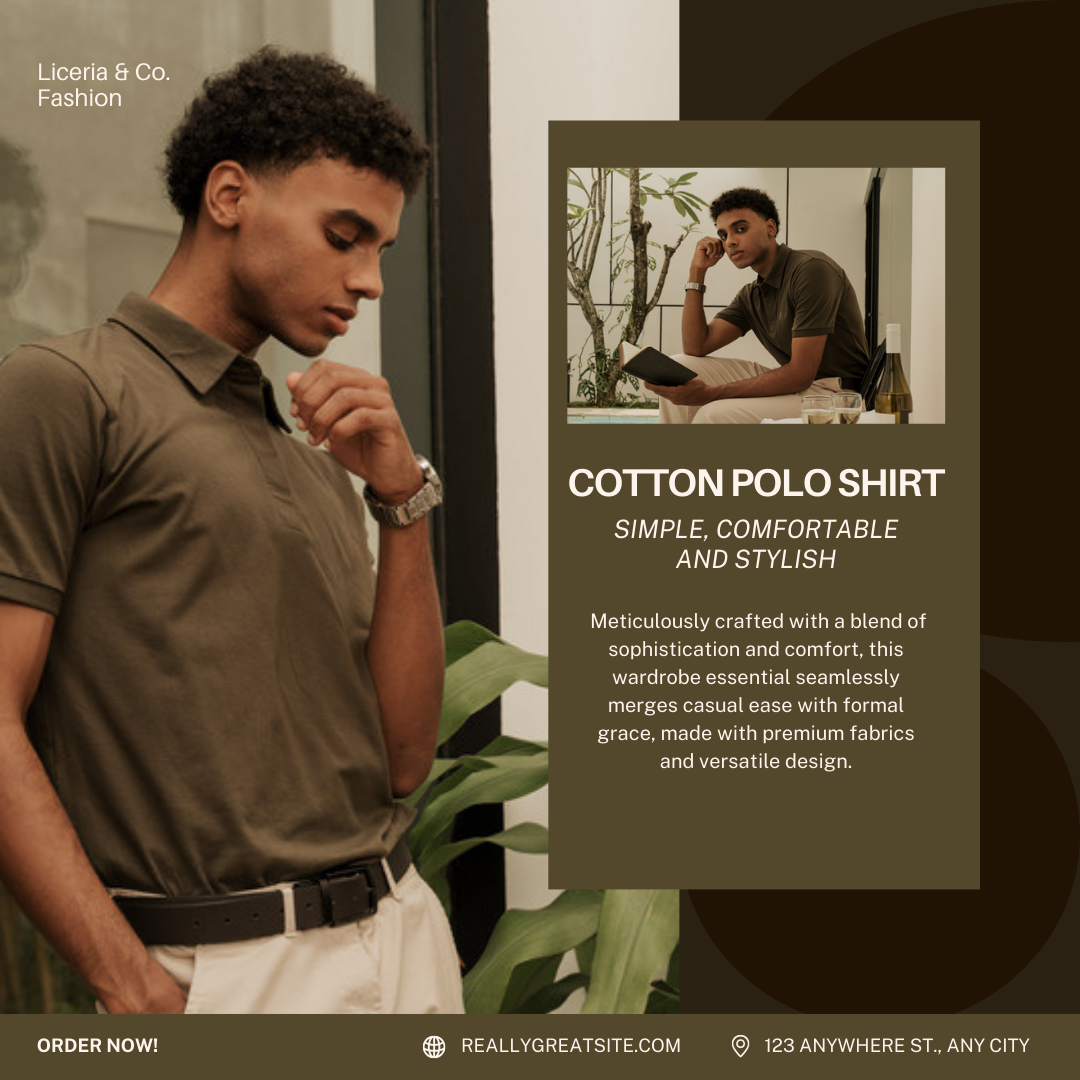 Liceria & Co.
Fashion
COTTON POLO SHIRT
SIMPLE, COMFORTABLE
AND STYLISH
Meticulously crafted with a blend of
sophistication and comfort, this
wardrobe essential seamlessly
merges casual ease with formal
grace, made with premium fabrics
and versatile design.
ORDER NOW!
REALLYGREATSITE.COM
123 ANYWHERE ST., ANY CITY